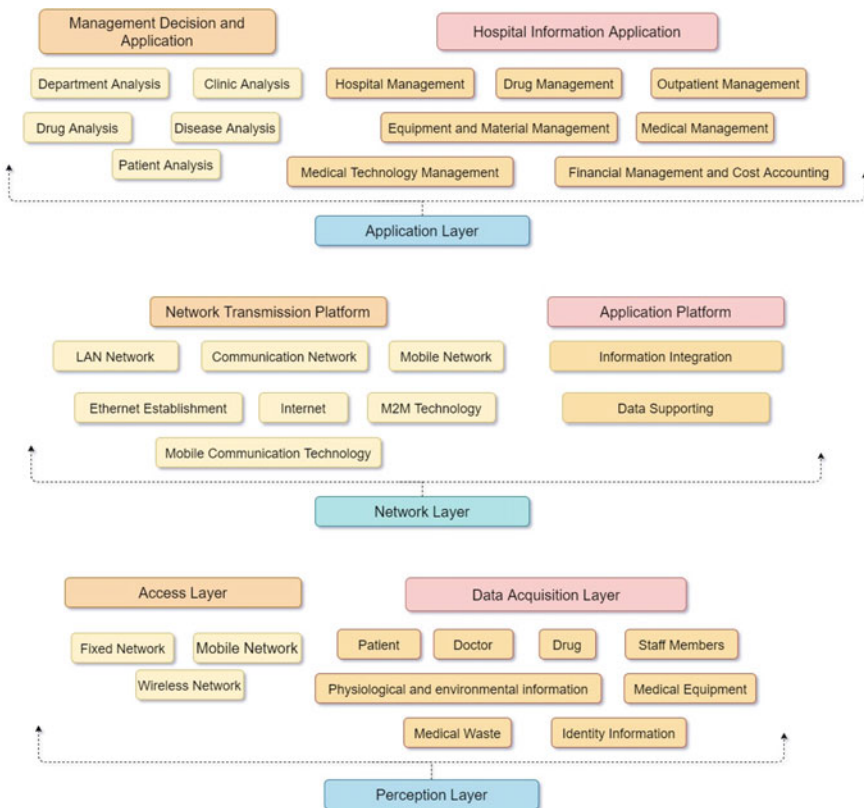 Management Decision and
Application
Hospital Information Application
Department Analysis
Clinic Analysis
Hospital Management
Drug Management
Outpatient Management
Drug Analysis
Disease Analysis
Equipment and Material Management
Medical Management
Patient Analysis
Medical Technology Management
Financial Management and Cost Accounting
Application Layer
Network Transmission Platform
Application Platform
LAN Network
Communication Network
Mobile Network
Information Integration
Ethernet Establishment
Internet
M2M Technology
Data Supporting
Mobile Communication Technology
Network Layer
Access Layer
Data Acquisition Layer
Fixed Network
Mobile Network
Patient
Doctor
Drug
Staff Members
Wireless Network
Physiological and environmental information
Medical Equipment
Medical Waste
Identity Information
Perception Layer